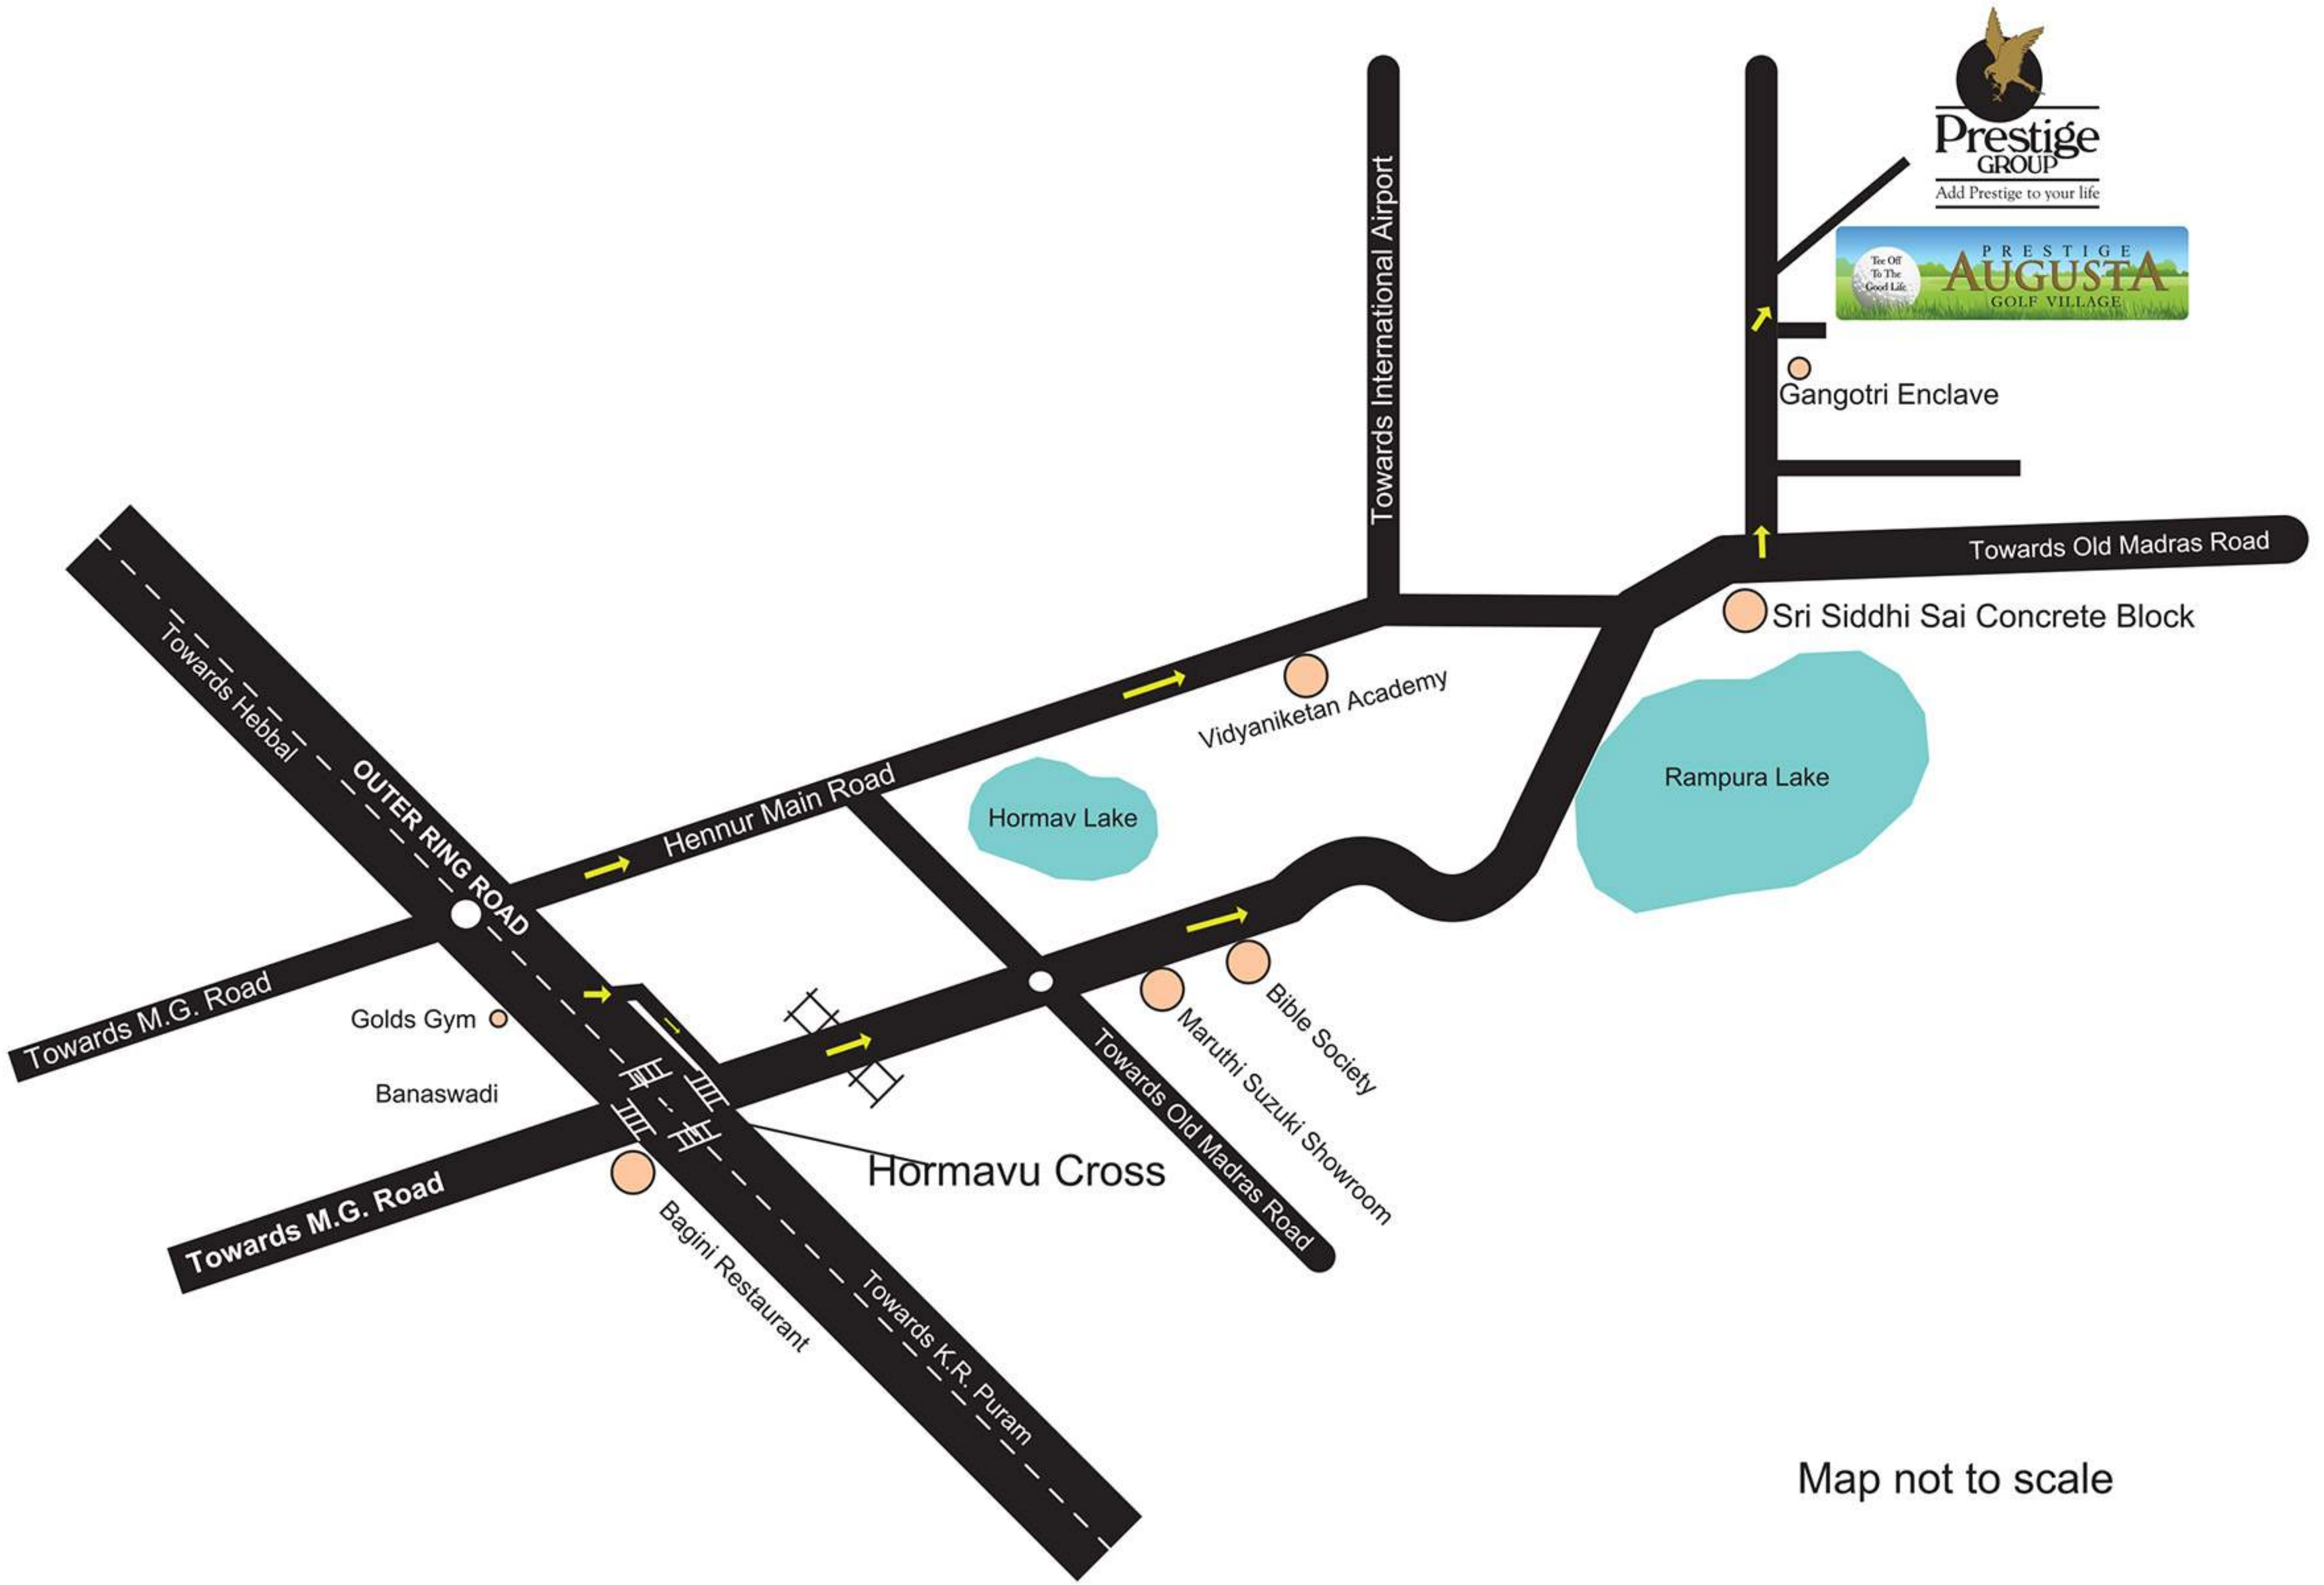 Prestige
GROUP
Add Prestige to your life
Tee Off
To The
Good Life
PRESTIGE
AUGUSTA
GOLF VILLAGE
Towards International Airport
Gangotri Enclave
Towards Old Madras Road
Sri Siddhi Sai Concrete Block
Towards Hebbal
OUTER RING ROAD
Hennur Main Road
Vidyaniketan Academy
Hormav Lake
Rampura Lake
Towards M.G. Road
Golds Gym
Banaswadi
Bible Society
Maruthi Suzuki Showroom
Towards Old Madras Road
Hormavu Cross
Towards M.G. Road
Bagini Restaurant
Towards K.R. Puram
Map not to scale